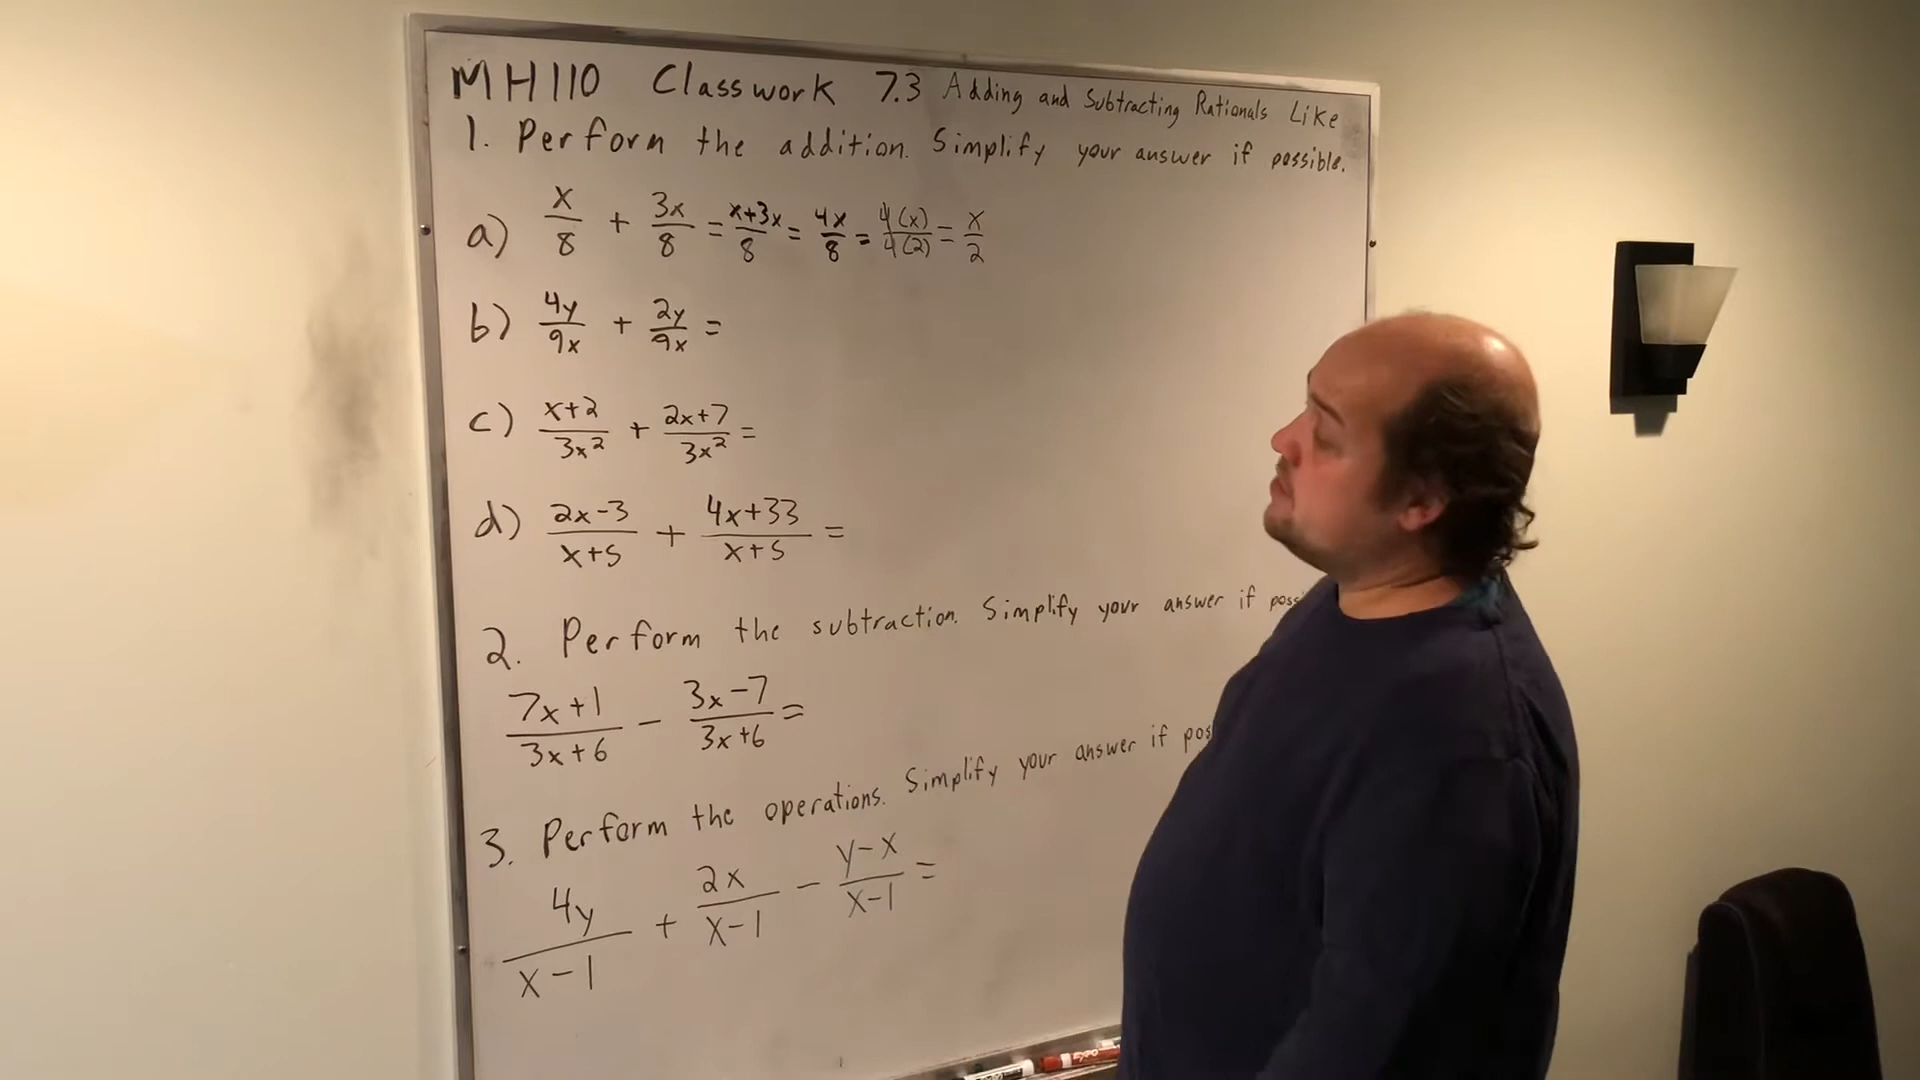 MH110 Classwork 7.3 Adding and Subtracting Rationals Like
1. Perform the addition. Simplify your answer if possible.
a) x/8 + 3x/8 = x+3x/8 = 4x/8 = 4(x)/4(2) = x/2
b) 4y/9x + 2y/9x =
c) x+2/3x² + 2x+7/3x² =
d) 2x-3/x+5 + 4x+33/x+5 =
2. Perform the subtraction. Simplify your answer if
7x+1/3x+6 - 3x-7/3x+6 =
3. Perform the operations. Simplify your answer if
4y/x-1 + 2x/x-1 - y-x/x-1 =